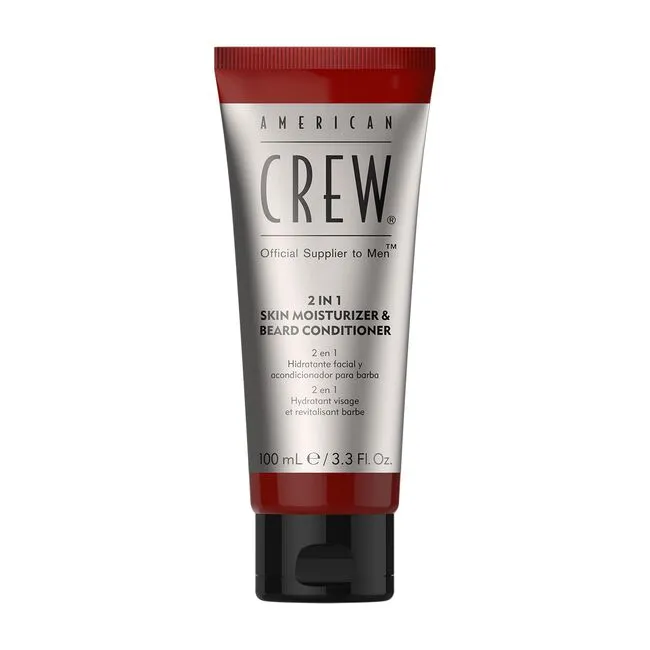 AMERICAN
CREW®
Official Supplier to Men™
2 IN 1
SKIN MOISTURIZER &
BEARD CONDITIONER
2 en 1
Hidratante facial y
acondicionador para barba
2 en 1
Hydratant visage
et revitalisant barbe
100 mL ℮ / 3.3 Fl. Oz.